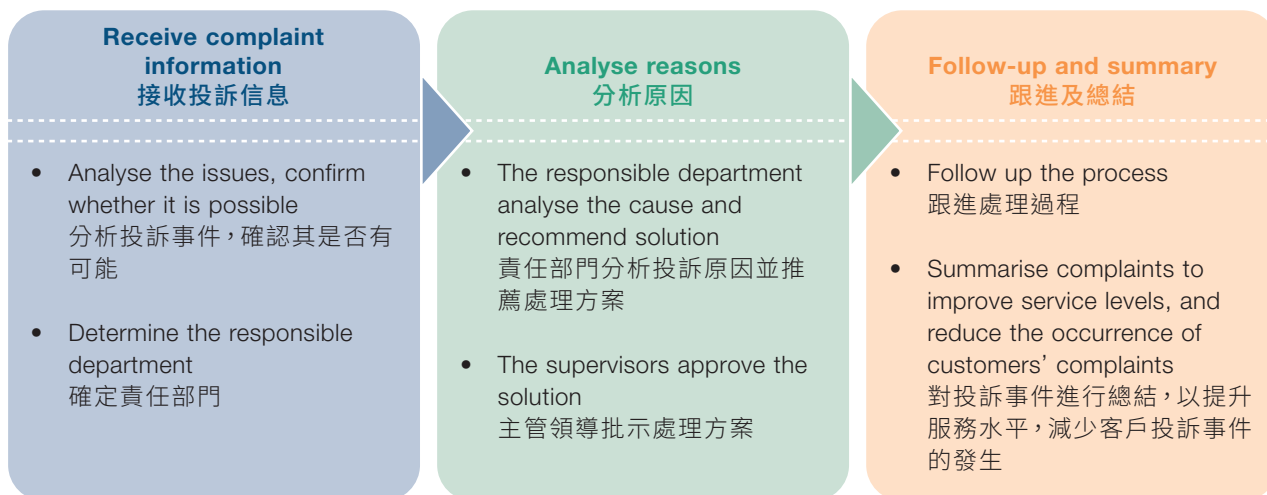 Receive complaint
information
接收投訴信息
• Analyse the issues, confirm
whether it is possible
分析投訴事件，確認其是否有
可能
• Determine the responsible
department
確定責任部門
Analyse reasons
分析原因
• The responsible department
analyse the cause and
recommend solution
責任部門分析投訴原因並推
薦處理方案
• The supervisors approve the
solution
主管領導批示處理方案
Follow-up and summary
跟進及總結
• Follow up the process
跟進處理過程
• Summarise complaints to
improve service levels, and
reduce the occurrence of
customers’ complaints
對投訴事件進行總結，以提升
服務水平，減少客戶投訴事件
的發生